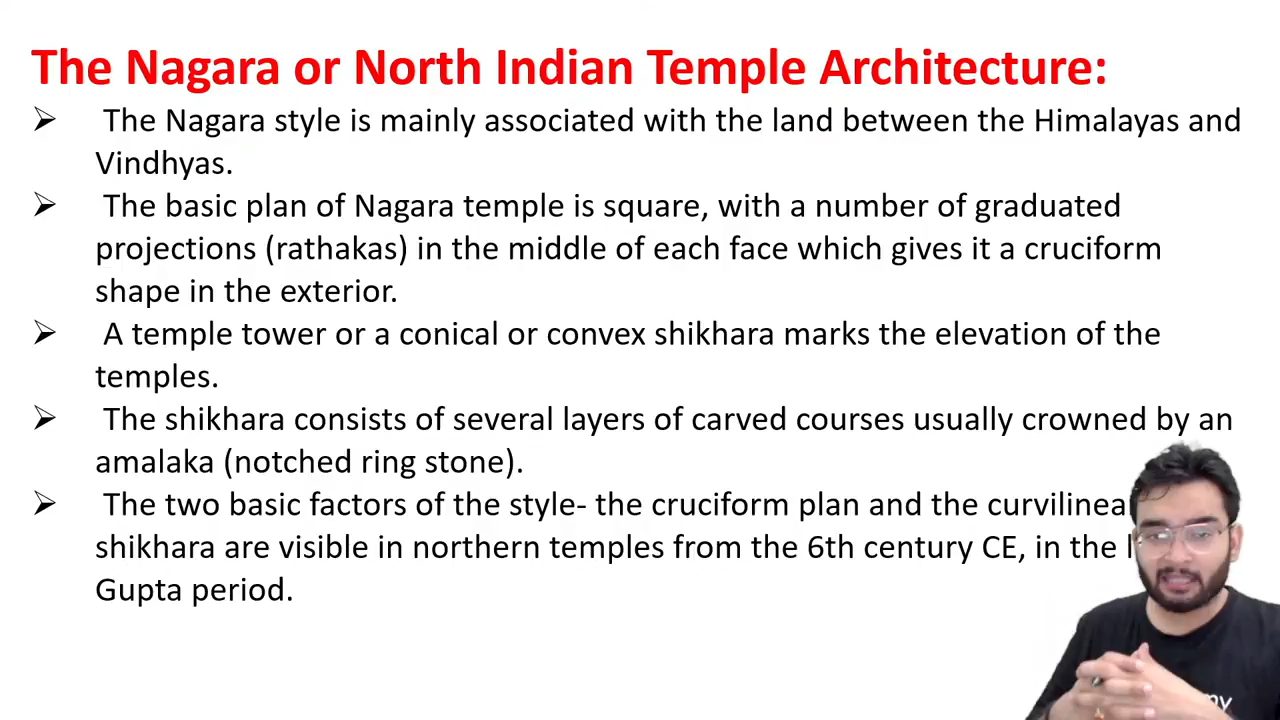 The Nagara or North Indian Temple Architecture:
➢ The Nagara style is mainly associated with the land between the Himalayas and
Vindhyas.
➢ The basic plan of Nagara temple is square, with a number of graduated
projections (rathakas) in the middle of each face which gives it a cruciform
shape in the exterior.
➢ A temple tower or a conical or convex shikhara marks the elevation of the
temples.
➢ The shikhara consists of several layers of carved courses usually crowned by an
amalaka (notched ring stone).
➢ The two basic factors of the style- the cruciform plan and the
shikhara are visible in northern temples from the 6th century CE, in the
Gupta period.